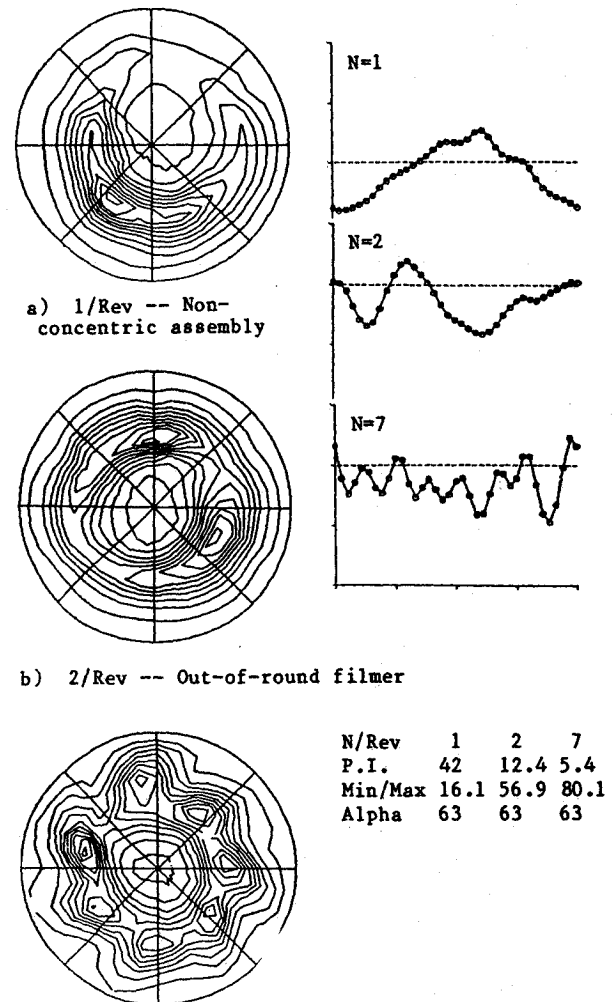 N=1
a) 1/Rev -- Non-
concentric assembly
N=2
N=7
b) 2/Rev -- Out-of-round filmer
N/Rev 1 2 7
P.I. 42 12.4 5.4
Min/Max 16.1 56.9 80.1
Alpha 63 63 63